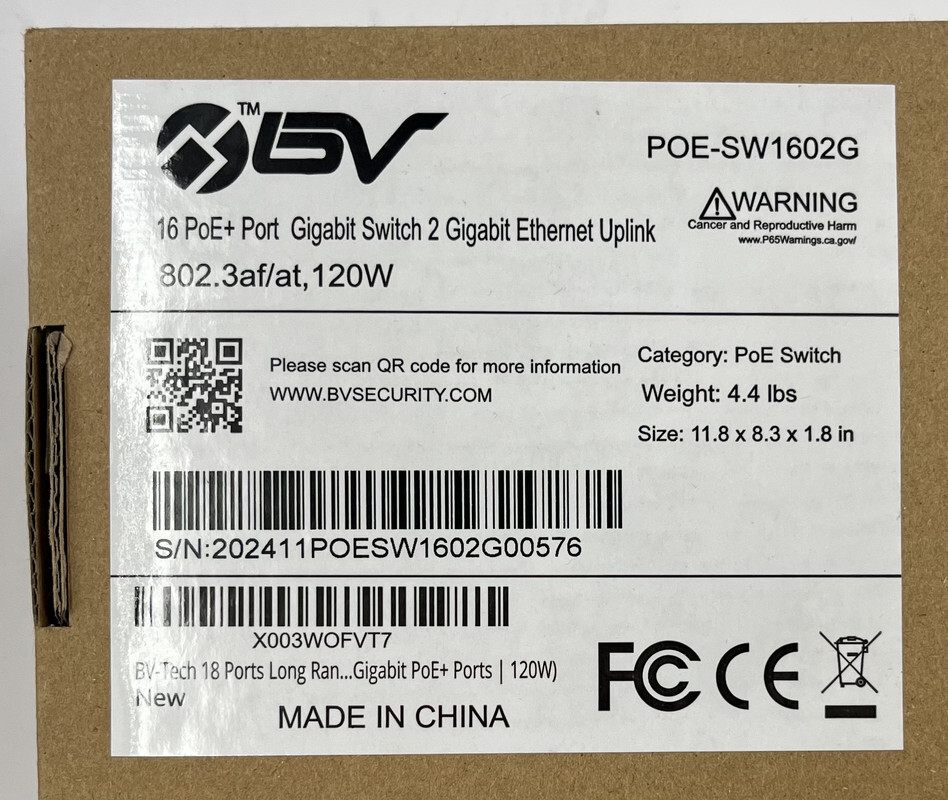 TM BV
POE-SW1602G
WARNING
Cancer and Reproductive Harm
www.P65Warnings.ca.gov/
16 PoE+ Port Gigabit Switch 2 Gigabit Ethernet Uplink
802.3af/at,120W
Please scan QR code for more information
WWW.BVSECURITY.COM
Category: PoE Switch
Weight: 4.4 lbs
Size: 11.8 x 8.3 x 1.8 in
S/N:202411POESW1602G00576
X003WOFVT7
BV-Tech 18 Ports Long Ran...Gigabit PoE+ Ports | 120W)
New
MADE IN CHINA
FC CE